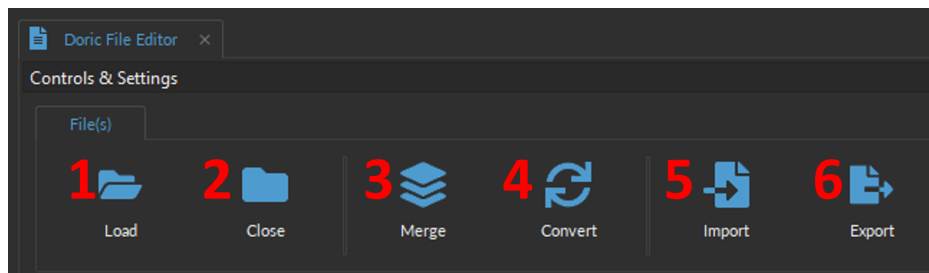 Doric File Editor ×
Controls & Settings
File(s)
1 2 3 4 5 6
Load Close Merge Convert Import Export